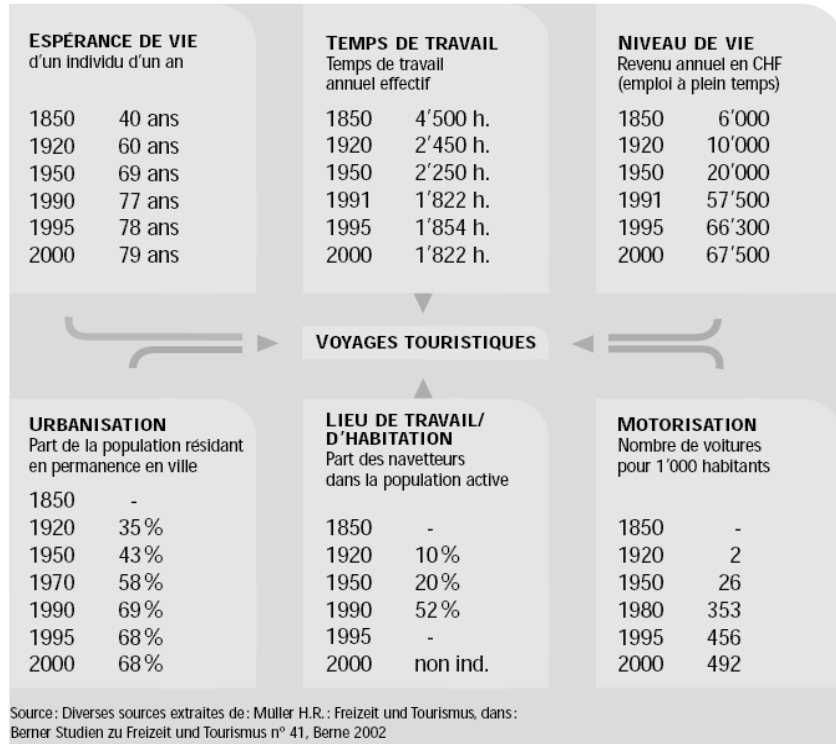 ESPÉRANCE DE VIE
d'un individu d'un an
1850 40 ans
1920 60 ans
1950 69 ans
1990 77 ans
1995 78 ans
2000 79 ans
TEMPS DE TRAVAIL
Temps de travail
annuel effectif
1850 4'500 h.
1920 2'450 h.
1950 2'250 h.
1991 1'822 h.
1995 1'854 h.
2000 1'822 h.
NIVEAU DE VIE
Revenu annuel en CHF
(emploi à plein temps)
1850 6'000
1920 10'000
1950 20'000
1991 57'500
1995 66'300
2000 67'500
VOYAGES TOURISTIQUES
URBANISATION
Part de la population résidant
en permanence en ville
1850 -
1920 35%
1950 43%
1970 58%
1990 69%
1995 68%
2000 68%
LIEU DE TRAVAIL/
D'HABITATION
Part des navetteurs
dans la population active
1850 -
1920 10%
1950 20%
1990 52%
1995 -
2000 non ind.
MOTORISATION
Nombre de voitures
pour 1'000 habitants
1850 -
1920 2
1950 26
1980 353
1995 456
2000 492
Source: Diverses sources extraites de: Müller H.R.: Freizeit und Tourismus, dans:
Berner Studien zu Freizeit und Tourismus n° 41, Berne 2002